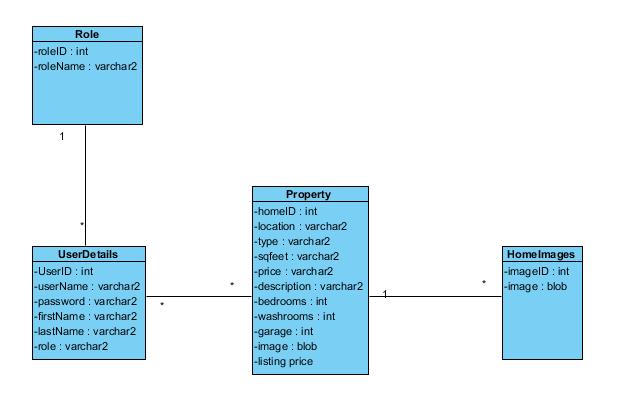 Role
-roleID : int
-roleName : varchar2
1
*
UserDetails
-UserID : int
-userName : varchar2
-password : varchar2
-firstName : varchar2
-lastName : varchar2
-role : varchar2
*
*
Property
-homeID : int
-location : varchar2
-type : varchar2
-sqfeet : varchar2
-price : varchar2
-description : varchar2
-bedrooms : int
-washrooms : int
-garage : int
-image : blob
-listing price
1
*
HomeImages
-imageID : int
-image : blob